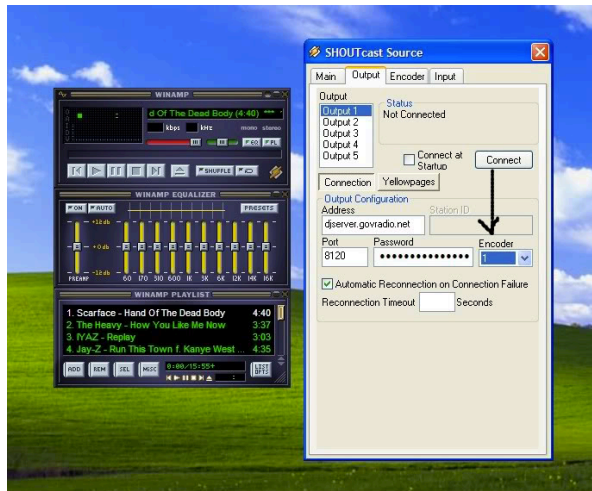 WINAMP
d Of The Dead Body (4:40) ***
kbps kHz mono stereo
EQ PL
SHUFFLE
WINAMP EQUALIZER
ON AUTO PRESETS
+12db
+0db
-12db
PREAMP 60 170 310 600 1K 3K 6K 12K 14K 16K
WINAMP PLAYLIST
1. Scarface - Hand Of The Dead Body 4:40
2. The Heavy - How You Like Me Now 3:37
3. IYAZ - Replay 3:03
4. Jay-Z - Run This Town f. Kanye West ... 4:35
ADD REM SEL MISC 0:00/15:55+ LIST OPTS
SHOUTcast Source
Main Output Encoder Input
Output
Output 1
Output 2
Output 3
Output 4
Output 5
Status
Not Connected
Connect at Startup
Connect
Connection Yellowpages
Output Configuration
Address Station ID
djserver.govradio.net
Port Password Encoder
8120 ●●●●●●●●●●●●●●● 1
Automatic Reconnection on Connection Failure
Reconnection Timeout Seconds